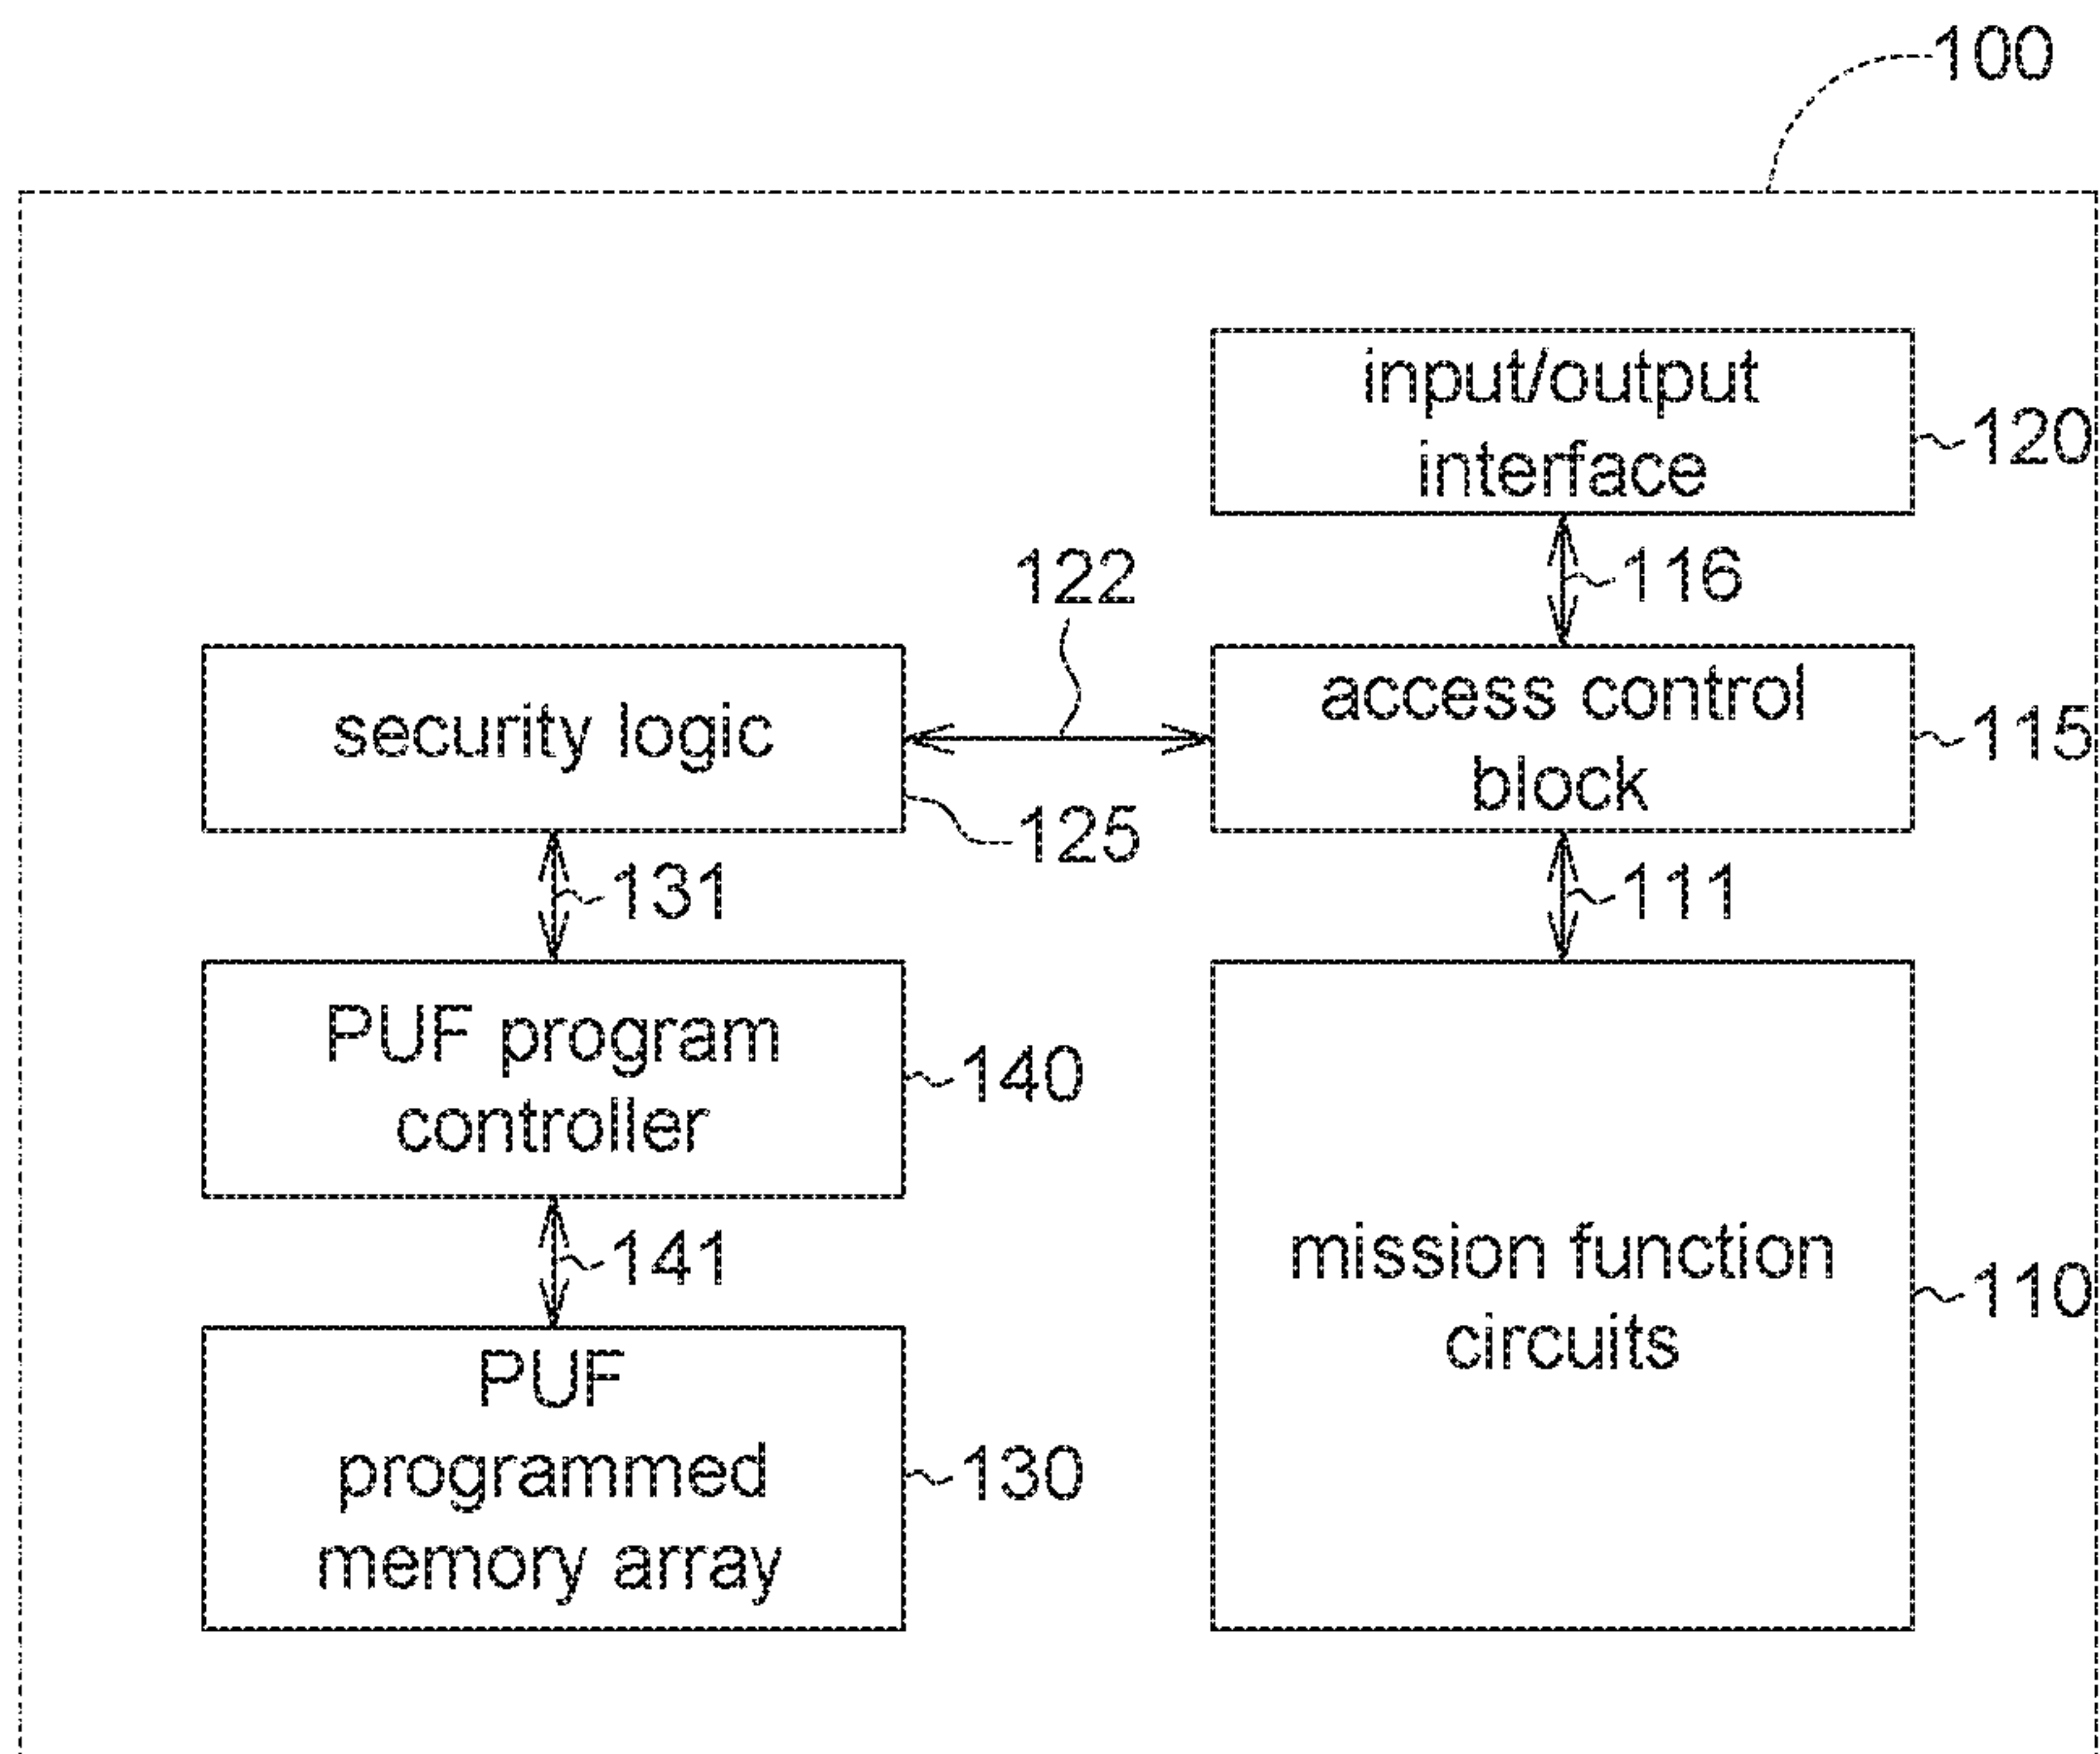 100
input/output
interface
120
116
122
security logic
access control
block
115
125
131
111
PUF program
controller
140
mission function
circuits
110
141
PUF
programmed
memory array
130